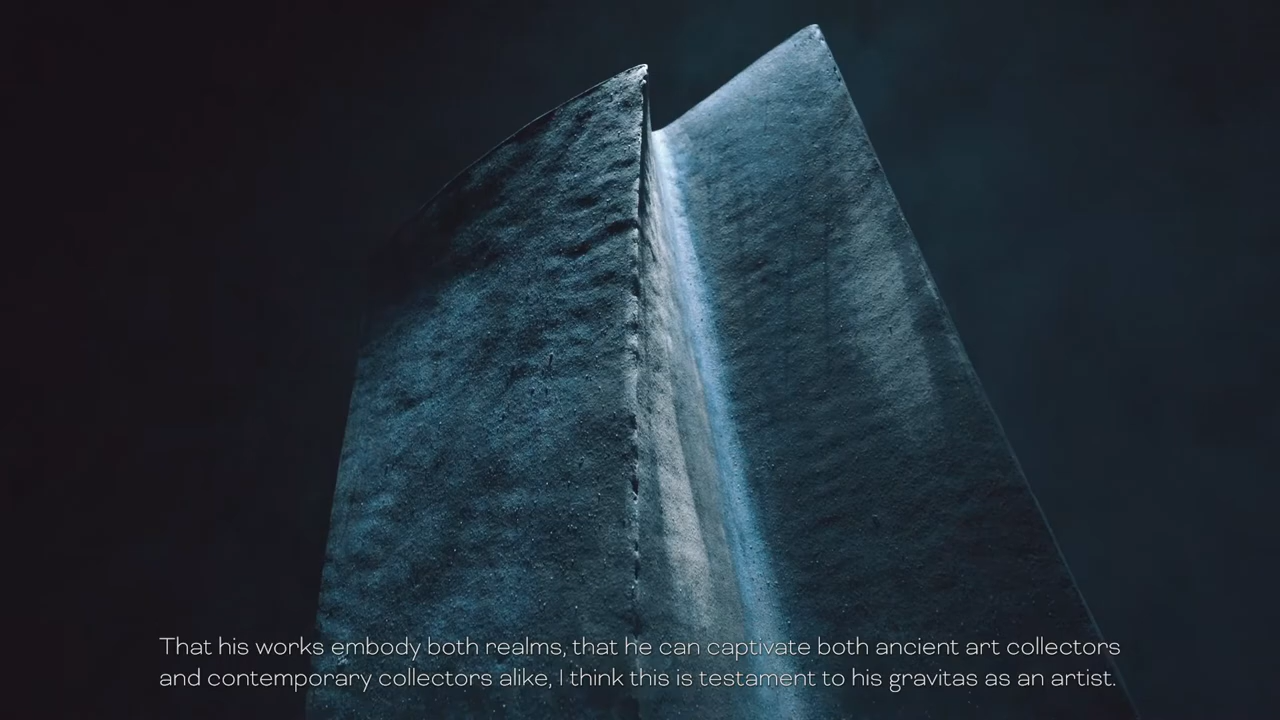 That his works embody both realms, that he can captivate both ancient art collectors
and contemporary collectors alike, I think this is testament to his gravitas as an artist.